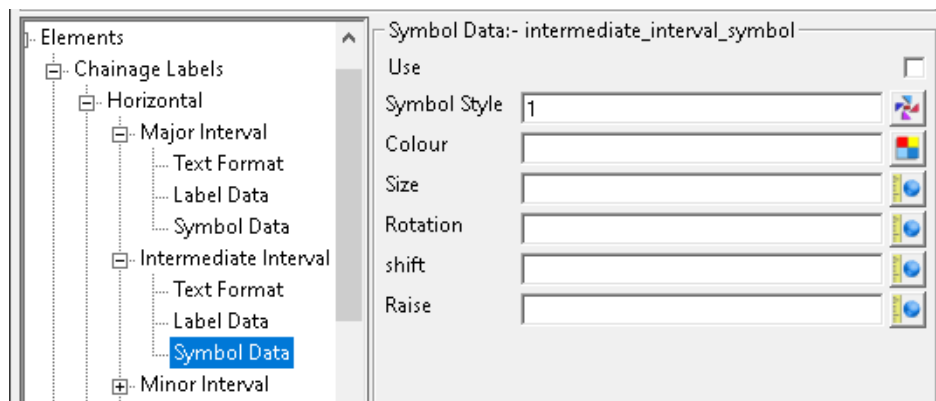 Elements
Chainage Labels
Horizontal
Major Interval
Text Format
Label Data
Symbol Data
Intermediate Interval
Text Format
Label Data
Symbol Data
Minor Interval
Symbol Data:- intermediate_interval_symbol
Use
Symbol Style 1
Colour
Size
Rotation
shift
Raise